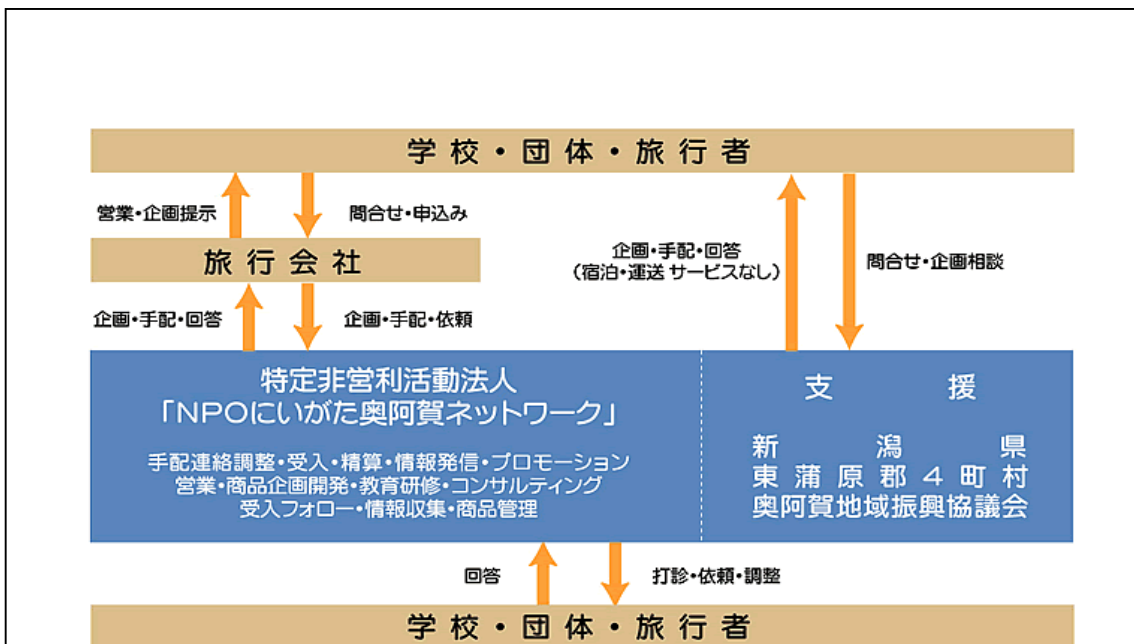 学校・団体・旅行者
営業・企画提示
問合せ・申込み
旅行会社
企画・手配・回答
(宿泊・運送 サービスなし)
問合せ・企画相談
企画・手配・回答
企画・手配・依頼
特定非営利活動法人
「NPOにいがた奥阿賀ネットワーク」
手配連絡調整・受入・精算・情報発信・プロモーション
営業・商品企画開発・教育研修・コンサルティング
受入フォロー・情報収集・商品管理
支援
新潟県
東蒲原郡4町村
奥阿賀地域振興協議会
回答
打診・依頼・調整
学校・団体・旅行者